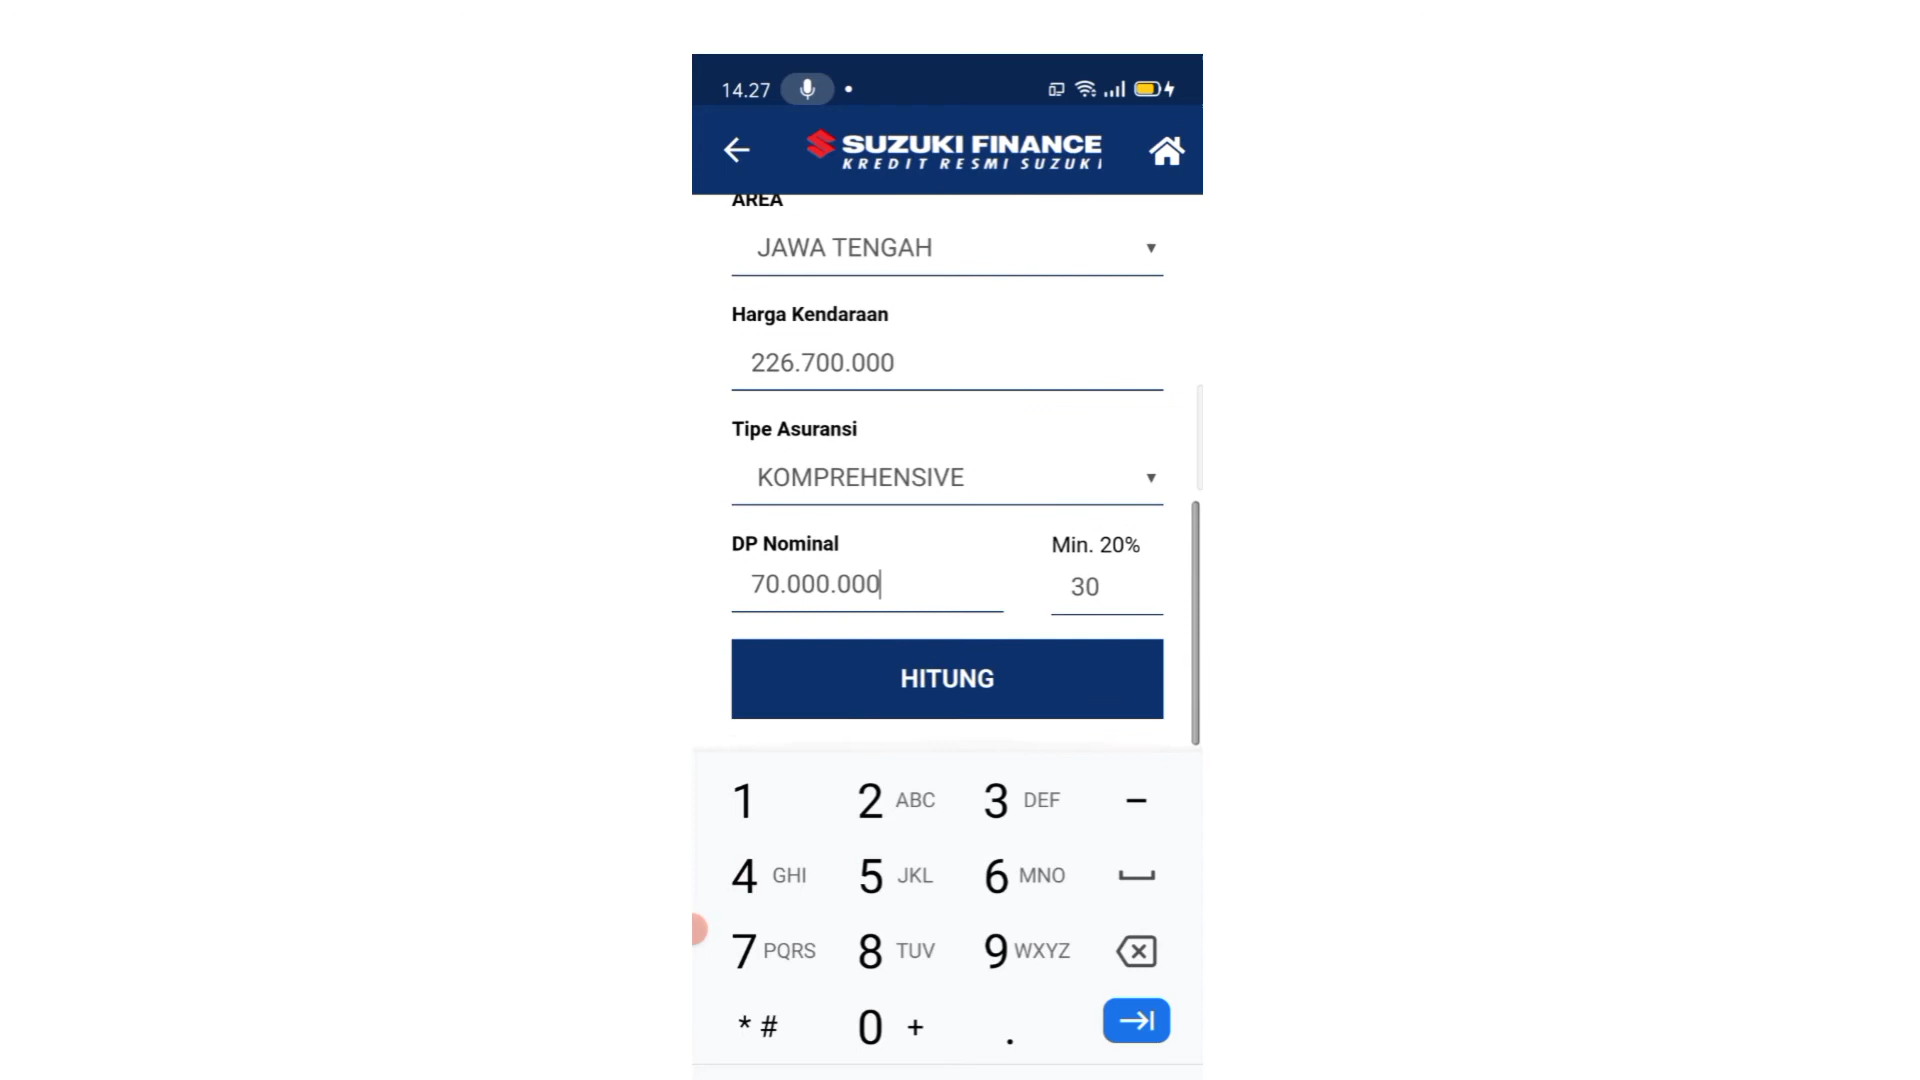 14.27
SUZUKI FINANCE
KREDIT RESMI SUZUKI
AREA
JAWA TENGAH
Harga Kendaraan
226.700.000
Tipe Asuransi
KOMPREHENSIVE
DP Nominal
Min. 20%
70.000.000
30
HITUNG
1 2 ABC 3 DEF –
4 GHI 5 JKL 6 MNO
7 PQRS 8 TUV 9 WXYZ
* # 0 + .